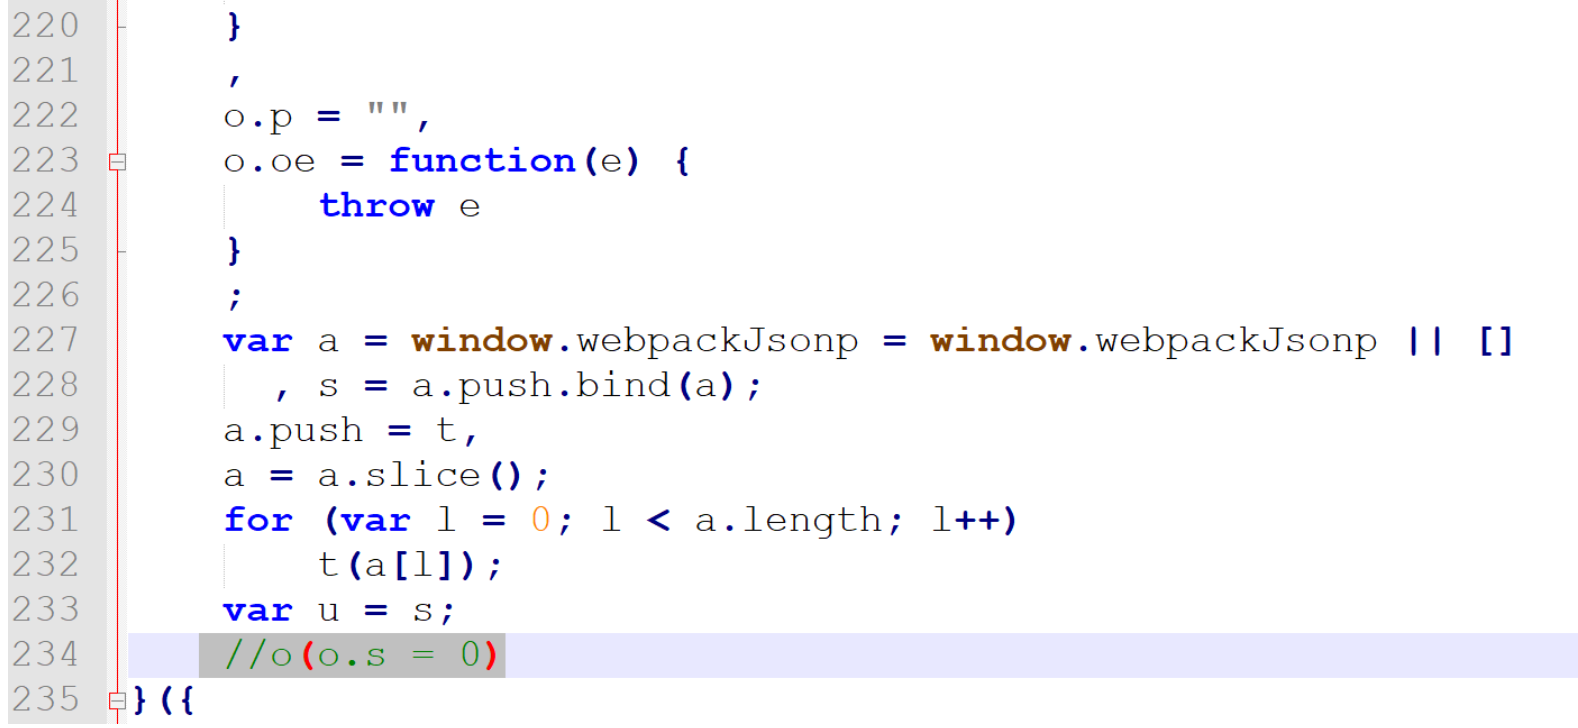 220 }
221 ,
222 o.p = "",
223 o.oe = function(e) {
224 throw e
225 }
226 ;
227 var a = window.webpackJsonp = window.webpackJsonp || []
228 , s = a.push.bind(a);
229 a.push = t,
230 a = a.slice();
231 for (var l = 0; l < a.length; l++)
232 t(a[l]);
233 var u = s;
234 //o(o.s = 0)
235 }({